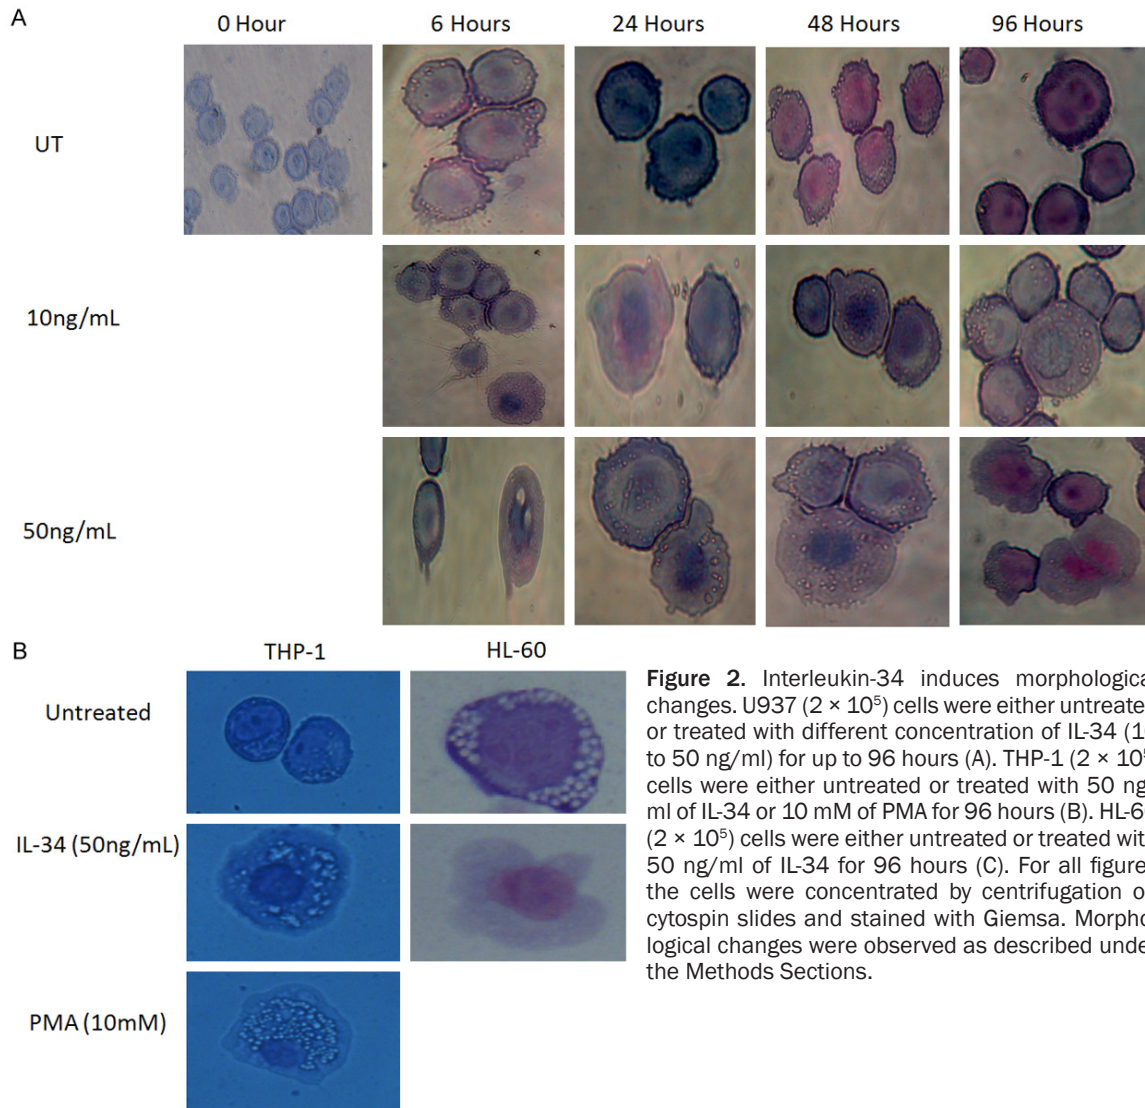 A
0 Hour 6 Hours 24 Hours 48 Hours 96 Hours
UT
10ng/mL
50ng/mL
B
THP-1 HL-60
Untreated
IL-34 (50ng/mL)
PMA (10mM)
Figure 2. Interleukin-34 induces morphologica
changes. U937 (2 × 10⁵) cells were either untreate
or treated with different concentration of IL-34 (1
to 50 ng/ml) for up to 96 hours (A). THP-1 (2 × 10⁵
cells were either untreated or treated with 50 ng
ml of IL-34 or 10 mM of PMA for 96 hours (B). HL-6
(2 × 10⁵) cells were either untreated or treated wit
50 ng/ml of IL-34 for 96 hours (C). For all figure
the cells were concentrated by centrifugation o
cytospin slides and stained with Giemsa. Morpho
logical changes were observed as described unde
the Methods Sections.